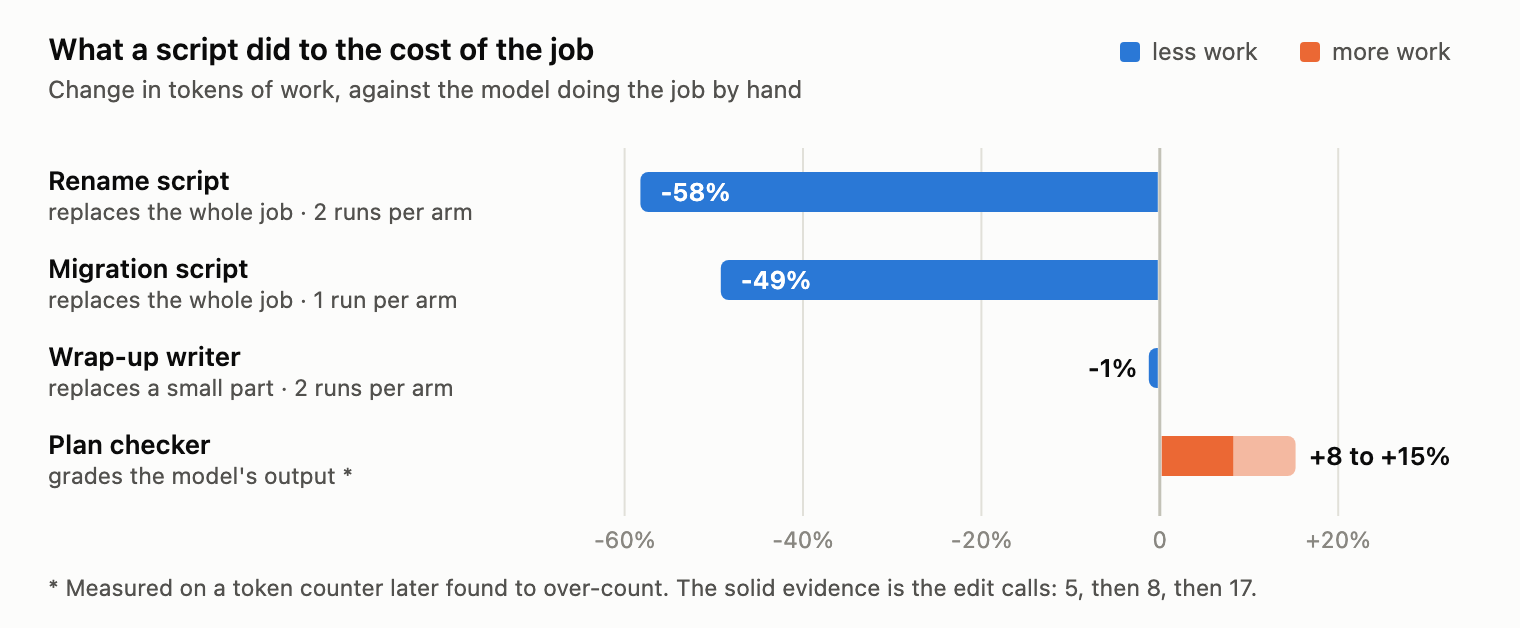 What a script did to the cost of the job
less work
more work
Change in tokens of work, against the model doing the job by hand
Rename script
replaces the whole job · 2 runs per arm
-58%
Migration script
replaces the whole job · 1 run per arm
-49%
Wrap-up writer
replaces a small part · 2 runs per arm
-1%
Plan checker
grades the model's output *
+8 to +15%
-60%
-40%
-20%
0
+20%
* Measured on a token counter later found to over-count. The solid evidence is the edit calls: 5, then 8, then 17.